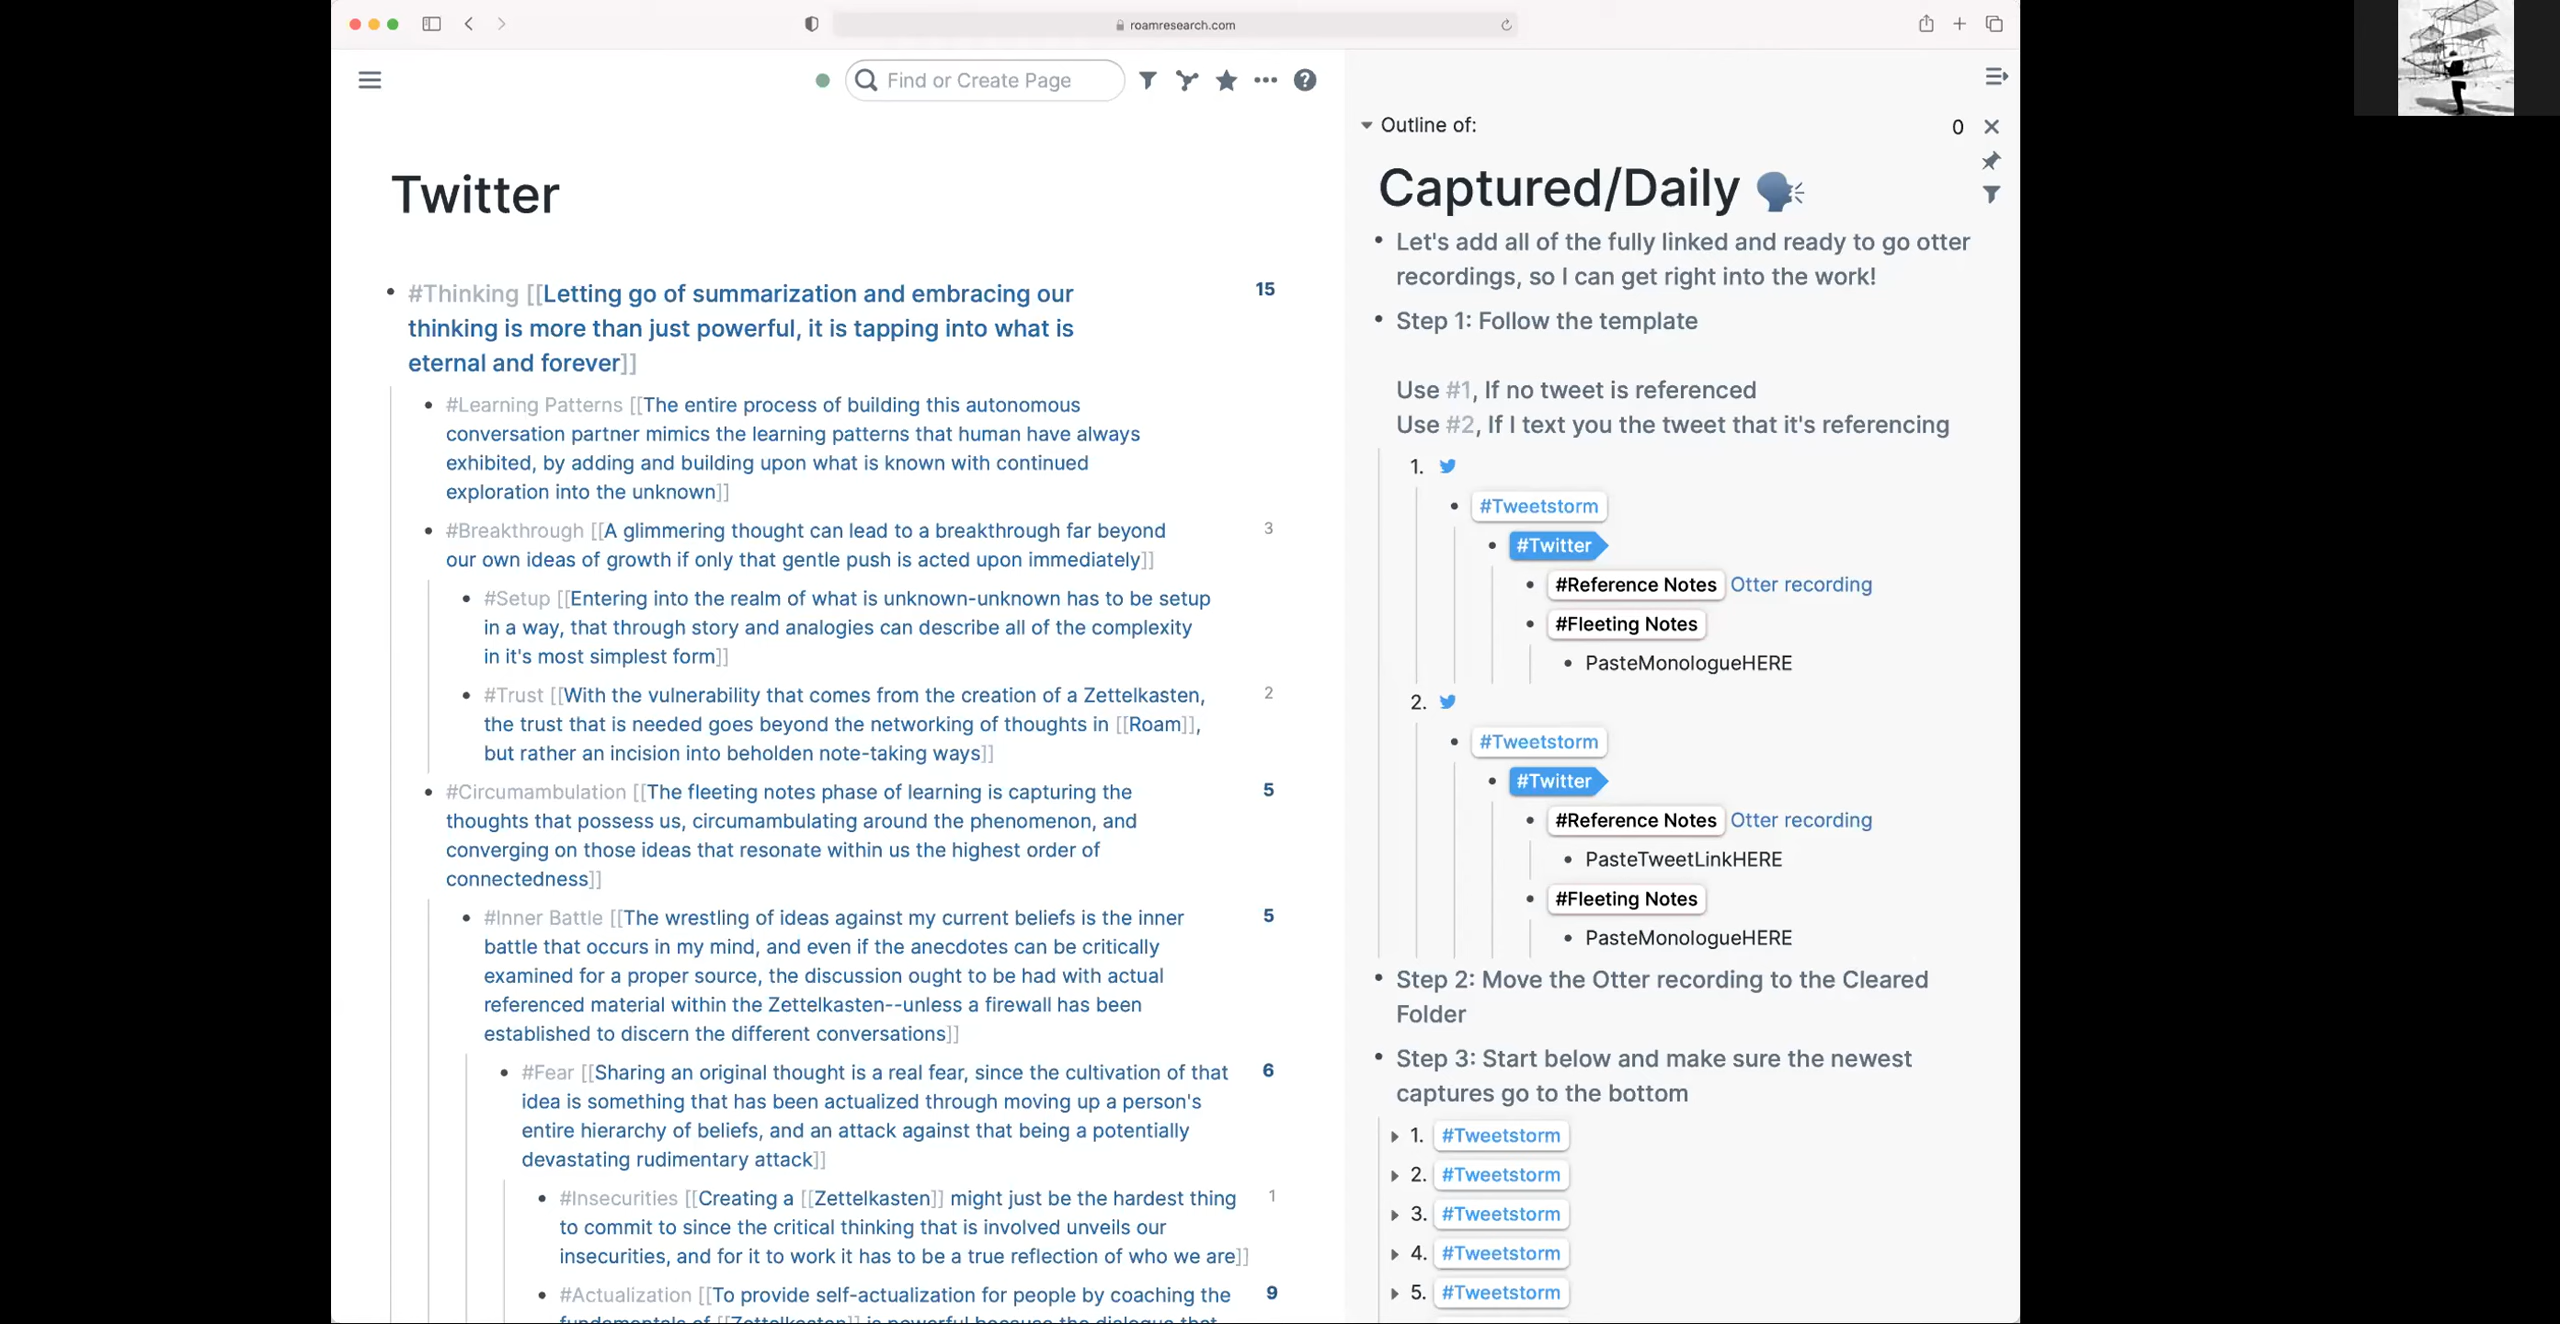 roamresearch.com
Find or Create Page
Twitter
#Thinking [[Letting go of summarization and embracing our
thinking is more than just powerful, it is tapping into what is
eternal and forever]]
15
#Learning Patterns [[The entire process of building this autonomous
conversation partner mimics the learning patterns that human have always
exhibited, by adding and building upon what is known with continued
exploration into the unknown]]
#Breakthrough [[A glimmering thought can lead to a breakthrough far beyond
our own ideas of growth if only that gentle push is acted upon immediately]]
3
#Setup [[Entering into the realm of what is unknown-unknown has to be setup
in a way, that through story and analogies can describe all of the complexity
in it's most simplest form]]
#Trust [[With the vulnerability that comes from the creation of a Zettelkasten,
the trust that is needed goes beyond the networking of thoughts in [[Roam]],
but rather an incision into beholden note-taking ways]]
2
#Circumambulation [[The fleeting notes phase of learning is capturing the
thoughts that possess us, circumambulating around the phenomenon, and
converging on those ideas that resonate within us the highest order of
connectedness]]
5
#Inner Battle [[The wrestling of ideas against my current beliefs is the inner
battle that occurs in my mind, and even if the anecdotes can be critically
examined for a proper source, the discussion ought to be had with actual
referenced material within the Zettelkasten--unless a firewall has been
established to discern the different conversations]]
5
#Fear [[Sharing an original thought is a real fear, since the cultivation of that
idea is something that has been actualized through moving up a person's
entire hierarchy of beliefs, and an attack against that being a potentially
devastating rudimentary attack]]
6
#Insecurities [[Creating a [[Zettelkasten]] might just be the hardest thing
to commit to since the critical thinking that is involved unveils our
insecurities, and for it to work it has to be a true reflection of who we are]]
1
#Actualization [[To provide self-actualization for people by coaching the
fundamentals of [[Zettelkasten]] is powerful because the dialogue that
9
Outline of:
0
Captured/Daily
Let's add all of the fully linked and ready to go otter
recordings, so I can get right into the work!
Step 1: Follow the template
Use #1, If no tweet is referenced
Use #2, If I text you the tweet that it's referencing
1.
#Tweetstorm
#Twitter
#Reference Notes Otter recording
#Fleeting Notes
PasteMonologueHERE
2.
#Tweetstorm
#Twitter
#Reference Notes Otter recording
PasteTweetLinkHERE
#Fleeting Notes
PasteMonologueHERE
Step 2: Move the Otter recording to the Cleared
Folder
Step 3: Start below and make sure the newest
captures go to the bottom
1. #Tweetstorm
2. #Tweetstorm
3. #Tweetstorm
4. #Tweetstorm
5. #Tweetstorm